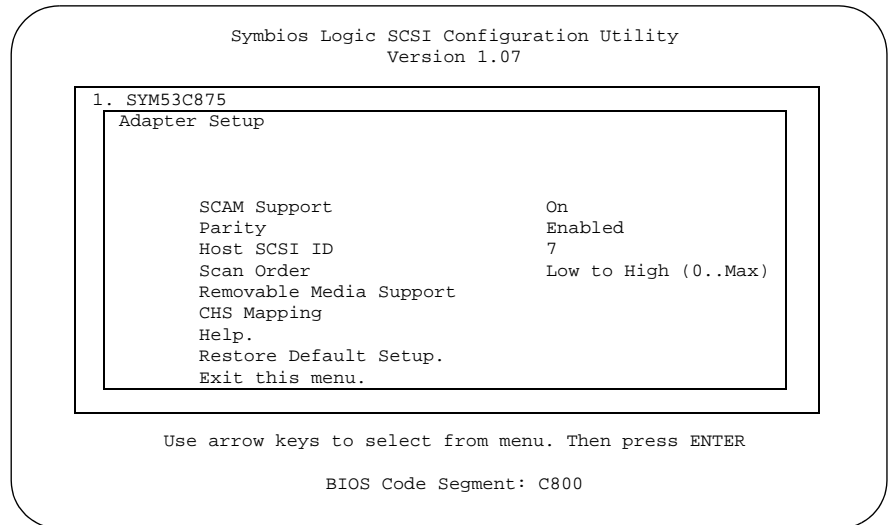 Symbios Logic SCSI Configuration Utility
Version 1.07
1. SYM53C875
Adapter Setup
SCAM Support On
Parity Enabled
Host SCSI ID 7
Scan Order Low to High (0..Max)
Removable Media Support
CHS Mapping
Help.
Restore Default Setup.
Exit this menu.
Use arrow keys to select from menu. Then press ENTER
BIOS Code Segment: C800